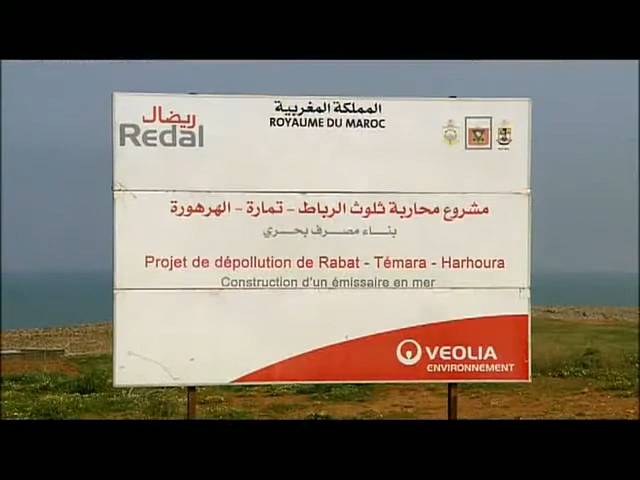 ريضال
Redal
المملكة المغربية
ROYAUME DU MAROC
مشروع محاربة تلوث الرباط - تمارة - الهرهورة
بناء مصرف بحري
Projet de dépollution de Rabat - Témara - Harhoura
Construction d'un émissaire en mer
VEOLIA
ENVIRONNEMENT